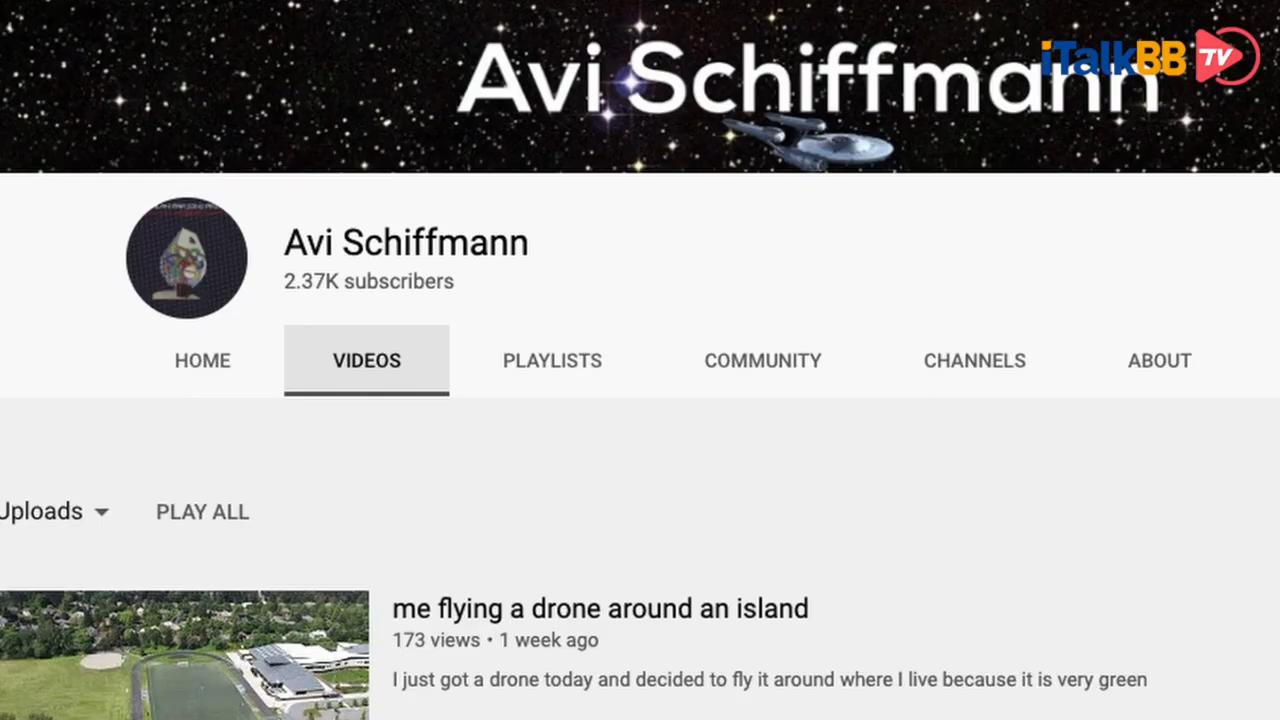 Avi Schiffmann
iTalkBB TV
Avi Schiffmann
2.37K subscribers
HOME
VIDEOS
PLAYLISTS
COMMUNITY
CHANNELS
ABOUT
Uploads
PLAY ALL
me flying a drone around an island
173 views • 1 week ago
I just got a drone today and decided to fly it around where I live because it is very green